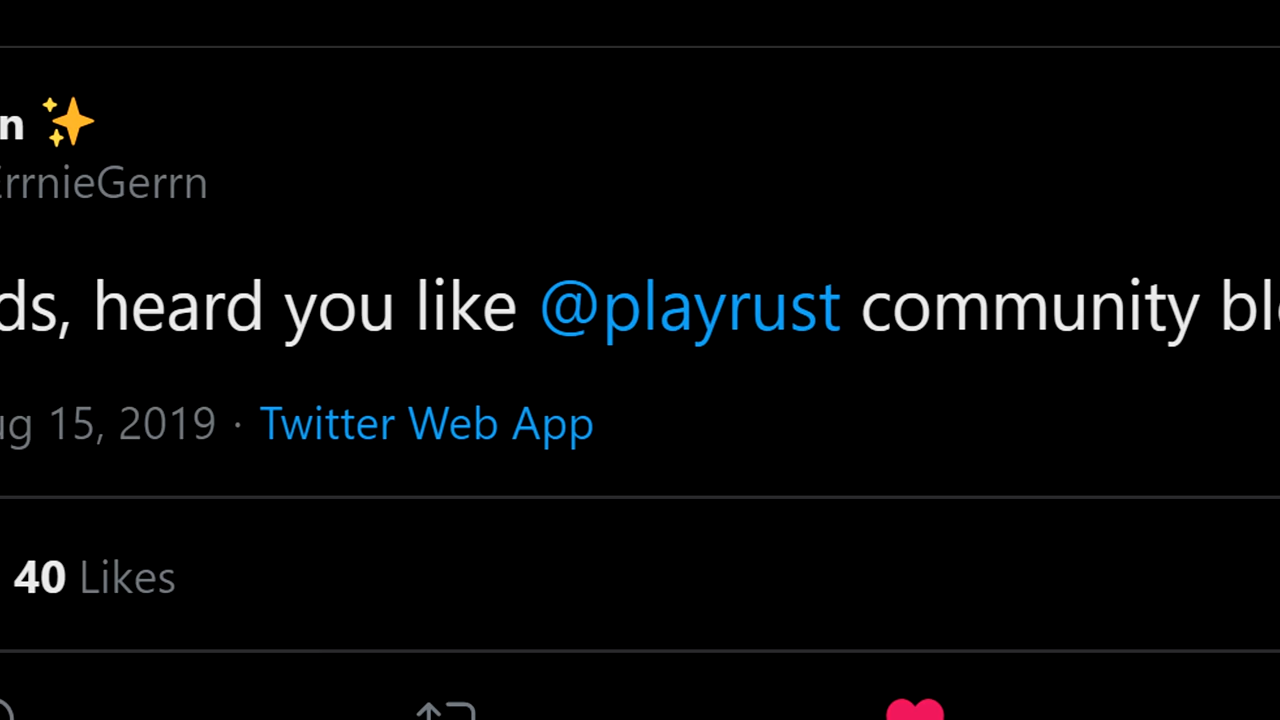 n ✨
rrnieGerrn
ds, heard you like @playrust community bl
ug 15, 2019 · Twitter Web App
40 Likes